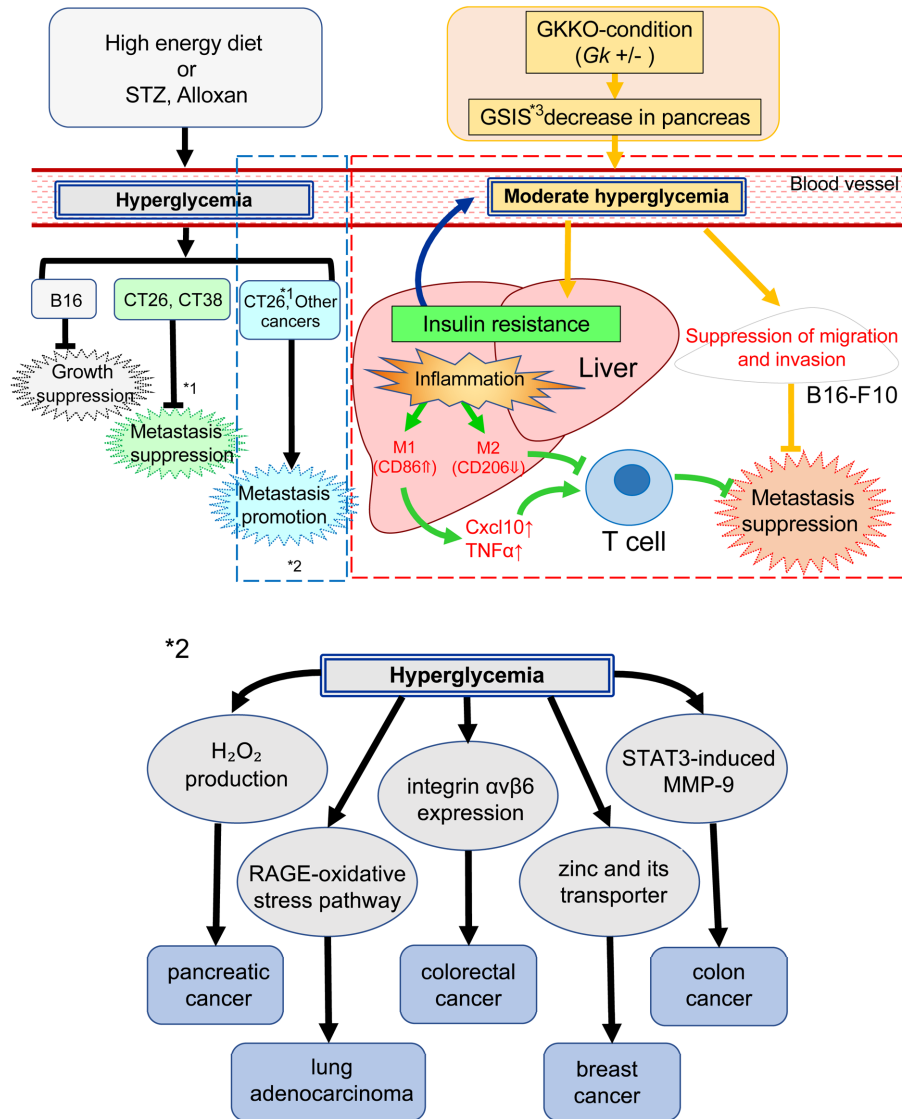 High energy diet
or
STZ, Alloxan
GKKO-condition
(Gk +/- )
GSIS*3decrease in pancreas
Blood vessel
Hyperglycemia
Moderate hyperglycemia
B16
CT26, CT38
CT26,*1 Other
cancers
Growth
suppression
*1
Metastasis
suppression
Metastasis
promotion
*2
Insulin resistance
Liver
Inflammation
M1
(CD86⇑)
M2
(CD206⇓)
Cxcl10↑
TNFα↑
T cell
Suppression of migration
and invasion
B16-F10
Metastasis
suppression
*2
Hyperglycemia
H₂O₂
production
RAGE-oxidative
stress pathway
integrin αvβ6
expression
zinc and its
transporter
STAT3-induced
MMP-9
pancreatic
cancer
lung
adenocarcinoma
colorectal
cancer
breast
cancer
colon
cancer